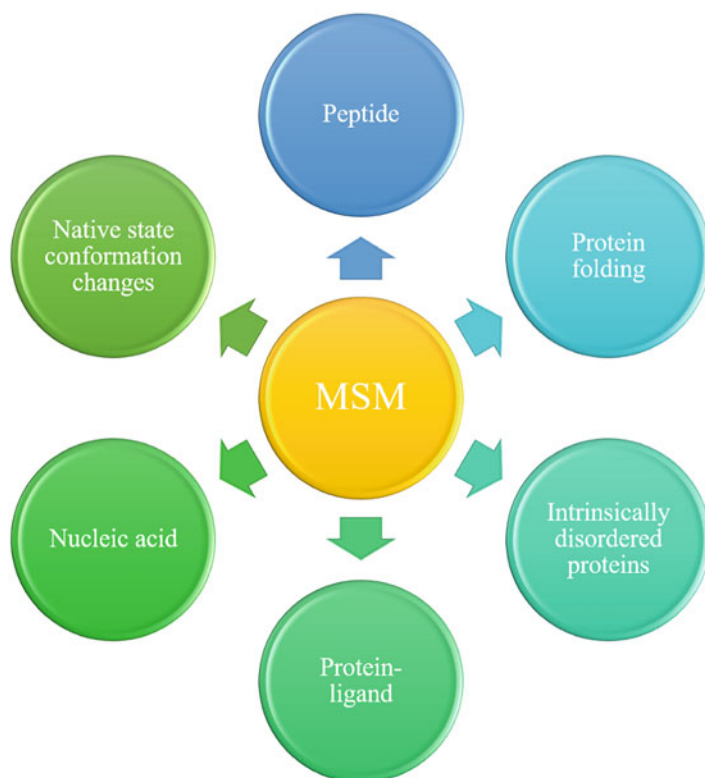 Peptide
Native state
conformation
changes
Protein
folding
MSM
Nucleic acid
Intrinsically
disordered
proteins
Protein-
ligand